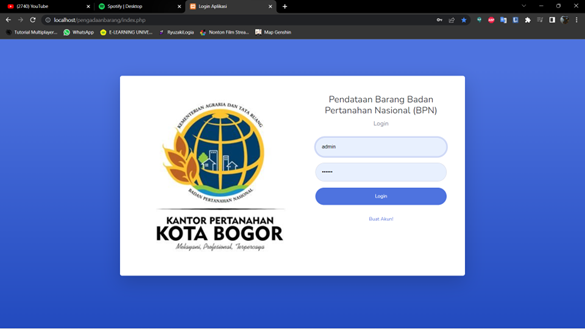 (2740) YouTube
Spotify | Desktop
Login Aplikasi
localhost/pengadaanbarang/index.php
Tutorial Multiplayer...
WhatsApp
E-LEARNING UNIVE...
RyuzakiLogia
Nonton Film Strea...
Map Genshin
KEMENTERIAN AGRARIA DAN TATA RUANG
BADAN PERTANAHAN NASIONAL
KANTOR PERTANAHAN
KOTA BOGOR
Melayani, Profesional, Terpercaya
Pendataan Barang Badan
Pertanahan Nasional (BPN)
Login
admin
••••••
Login
Buat Akun!